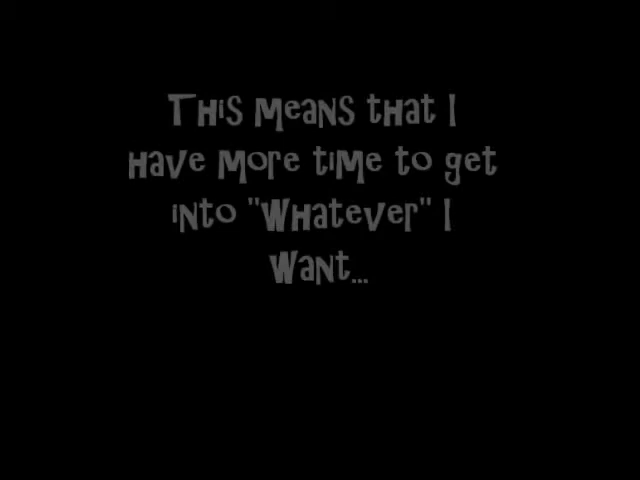 This means that I
have more time to get
into "Whatever" I
want...